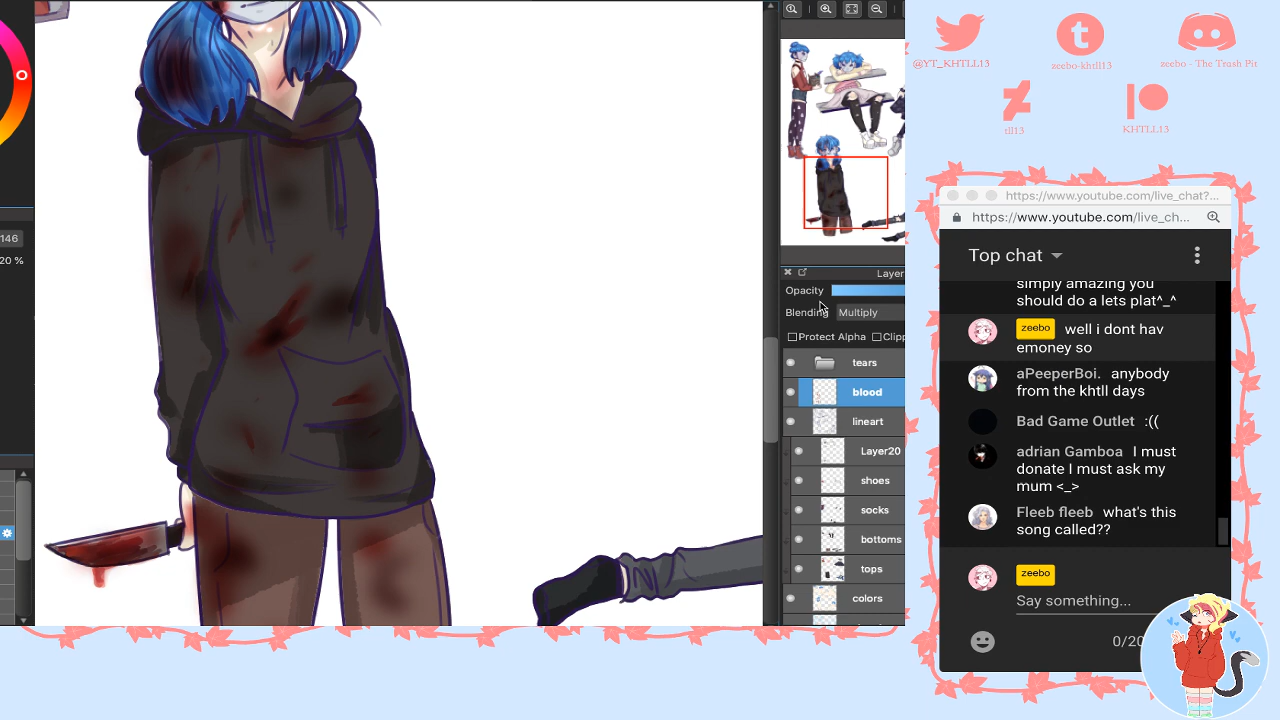 146
20 %
Layer
Opacity
Blending Multiply
Protect Alpha
tears
blood
lineart
Layer20
shoes
socks
bottoms
tops
colors
@YT_KHTLL13
zeebo-khtll13
zeebo - The Trash Pit
tll13
KHTLL13
https://www.youtube.com/live_chat?...
https://www.youtube.com/live_ch...
Top chat
simply amazing you
should do a lets plat^_^
zeebo well i dont hav
emoney so
aPeeperBoi. anybody
from the khtll days
Bad Game Outlet :((
adrian Gamboa I must
donate I must ask my
mum <_>
Fleeb fleeb what's this
song called??
zeebo
Say something...
0/20